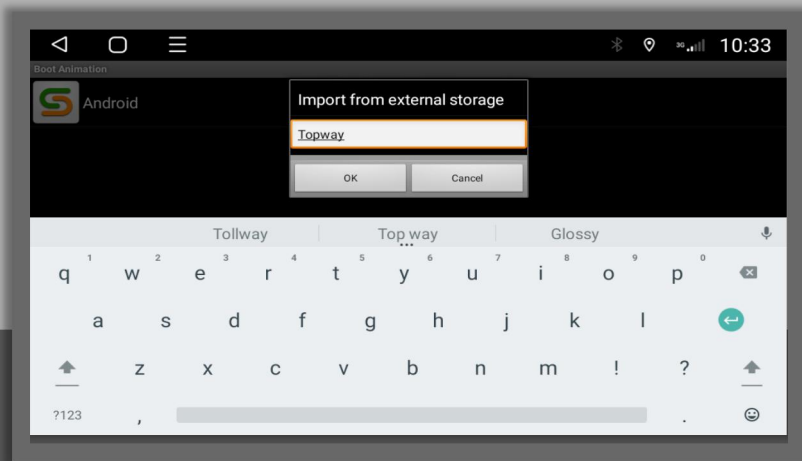 3G 10:33
Boot Animation
Android
Import from external storage
Topway
OK Cancel
Tollway Top way Glossy
q 1 w 2 e 3 r 4 t 5 y 6 u 7 i 8 o 9 p 0
a s d f g h j k l
z x c v b n m ! ?
?123 , .